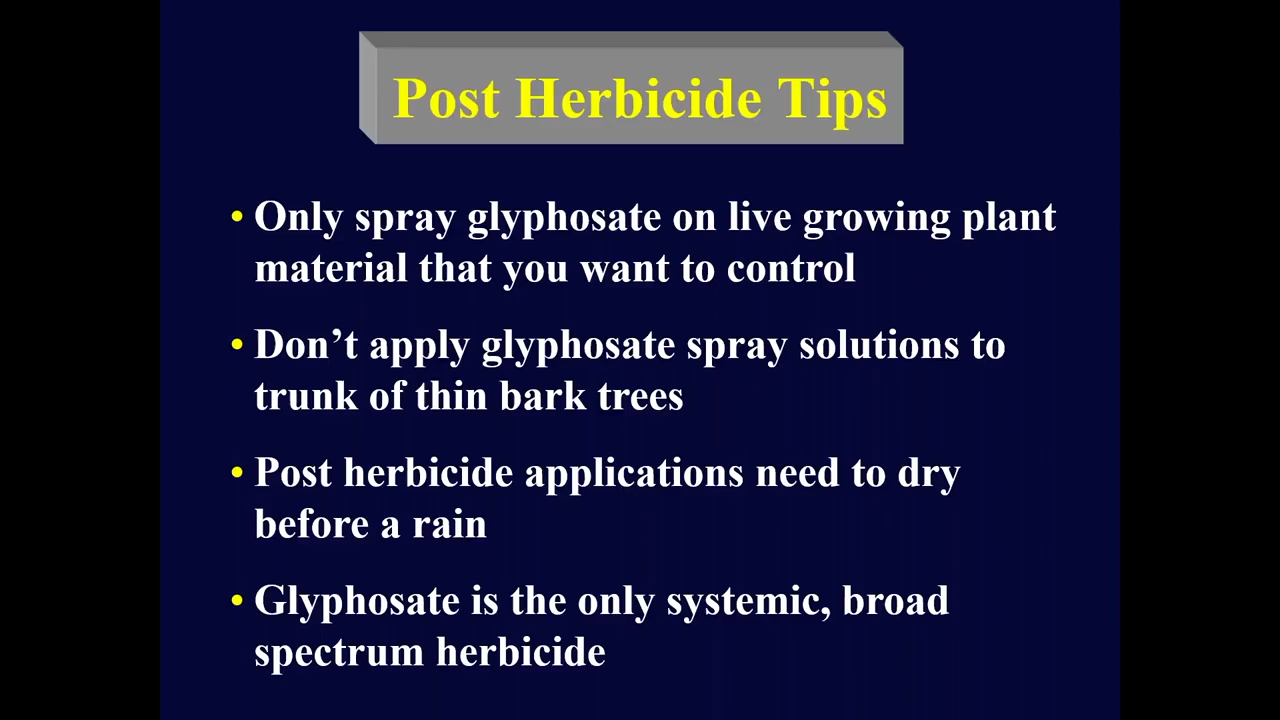 Post Herbicide Tips
• Only spray glyphosate on live growing plant
material that you want to control
• Don’t apply glyphosate spray solutions to
trunk of thin bark trees
• Post herbicide applications need to dry
before a rain
• Glyphosate is the only systemic, broad
spectrum herbicide